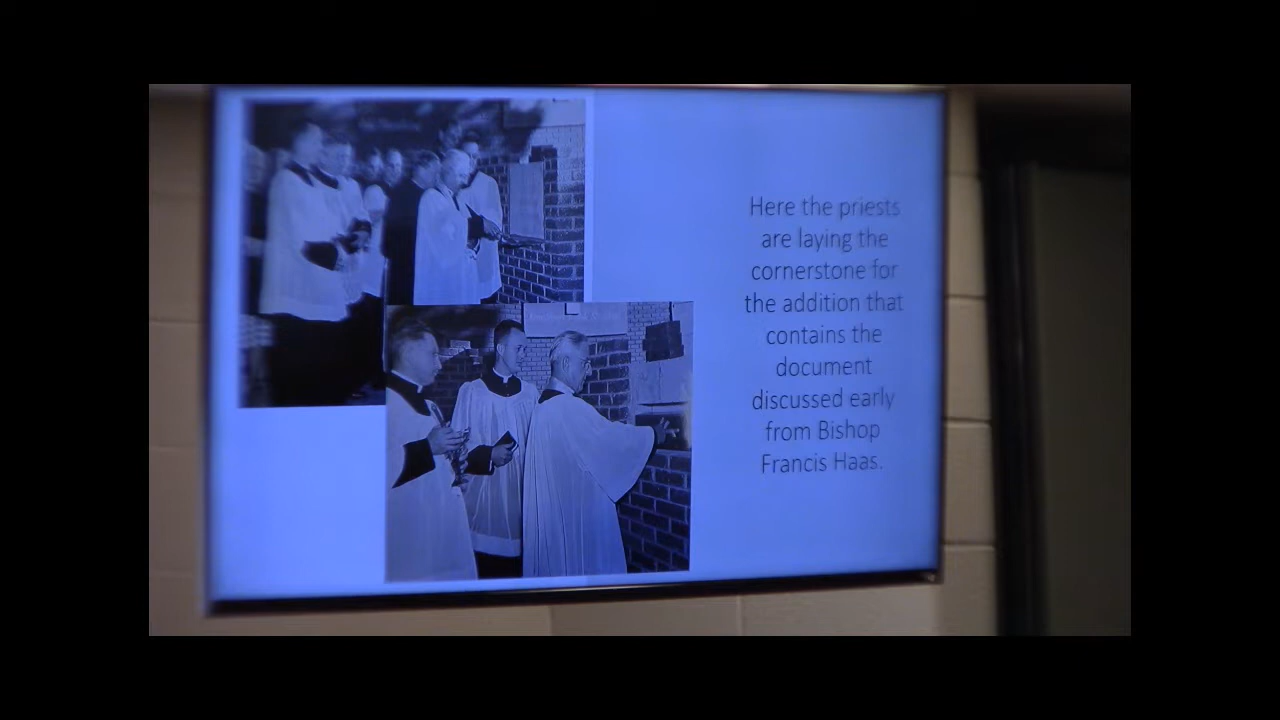 Here the priests
are laying the
cornerstone for
the addition that
contains the
document
discussed early
from Bishop
Francis Haas.